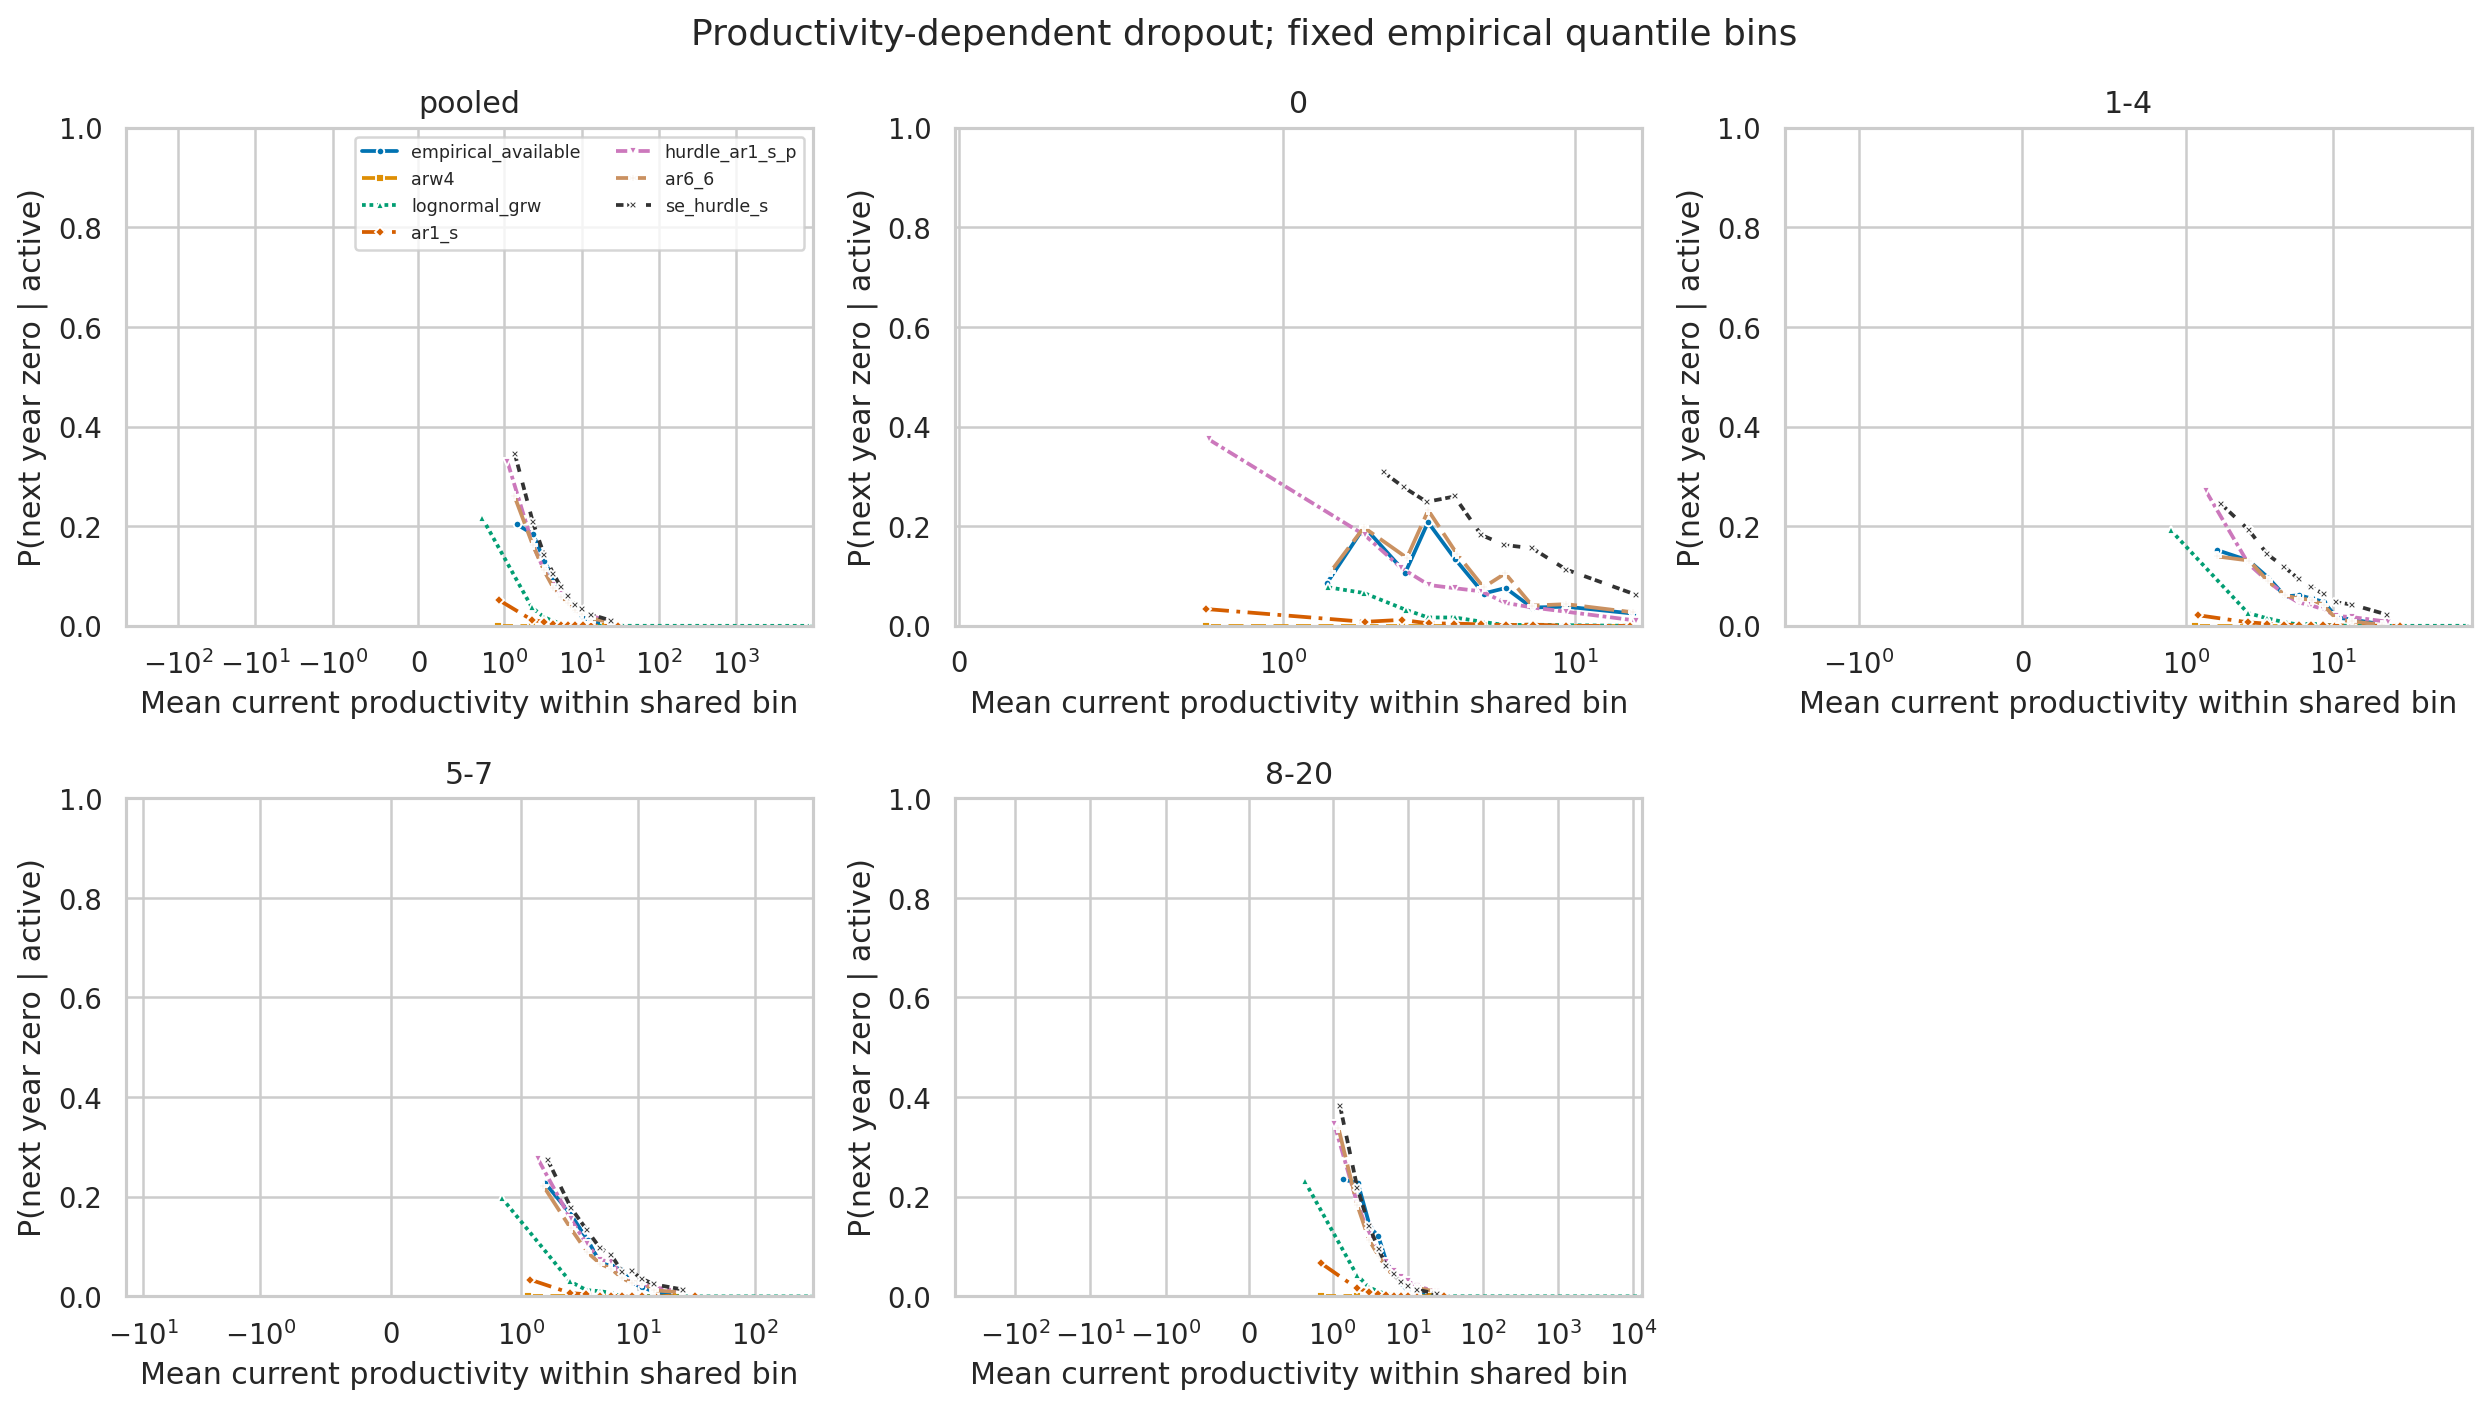 Productivity-dependent dropout; fixed empirical quantile bins
pooled
P(next year zero | active)
1.0
0.8
0.6
0.4
0.2
0.0
empirical_available
arw4
lognormal_grw
ar1_s
hurdle_ar1_s_p
ar6_6
se_hurdle_s
−10² −10¹ −10⁰ 0 10⁰ 10¹ 10² 10³
Mean current productivity within shared bin
0
P(next year zero | active)
1.0
0.8
0.6
0.4
0.2
0.0
0 10⁰ 10¹
Mean current productivity within shared bin
1-4
P(next year zero | active)
1.0
0.8
0.6
0.4
0.2
0.0
−10⁰ 0 10⁰ 10¹
Mean current productivity within shared bin
5-7
P(next year zero | active)
1.0
0.8
0.6
0.4
0.2
0.0
−10¹ −10⁰ 0 10⁰ 10¹ 10²
Mean current productivity within shared bin
8-20
P(next year zero | active)
1.0
0.8
0.6
0.4
0.2
0.0
−10² −10¹ −10⁰ 0 10⁰ 10¹ 10² 10³ 10⁴
Mean current productivity within shared bin